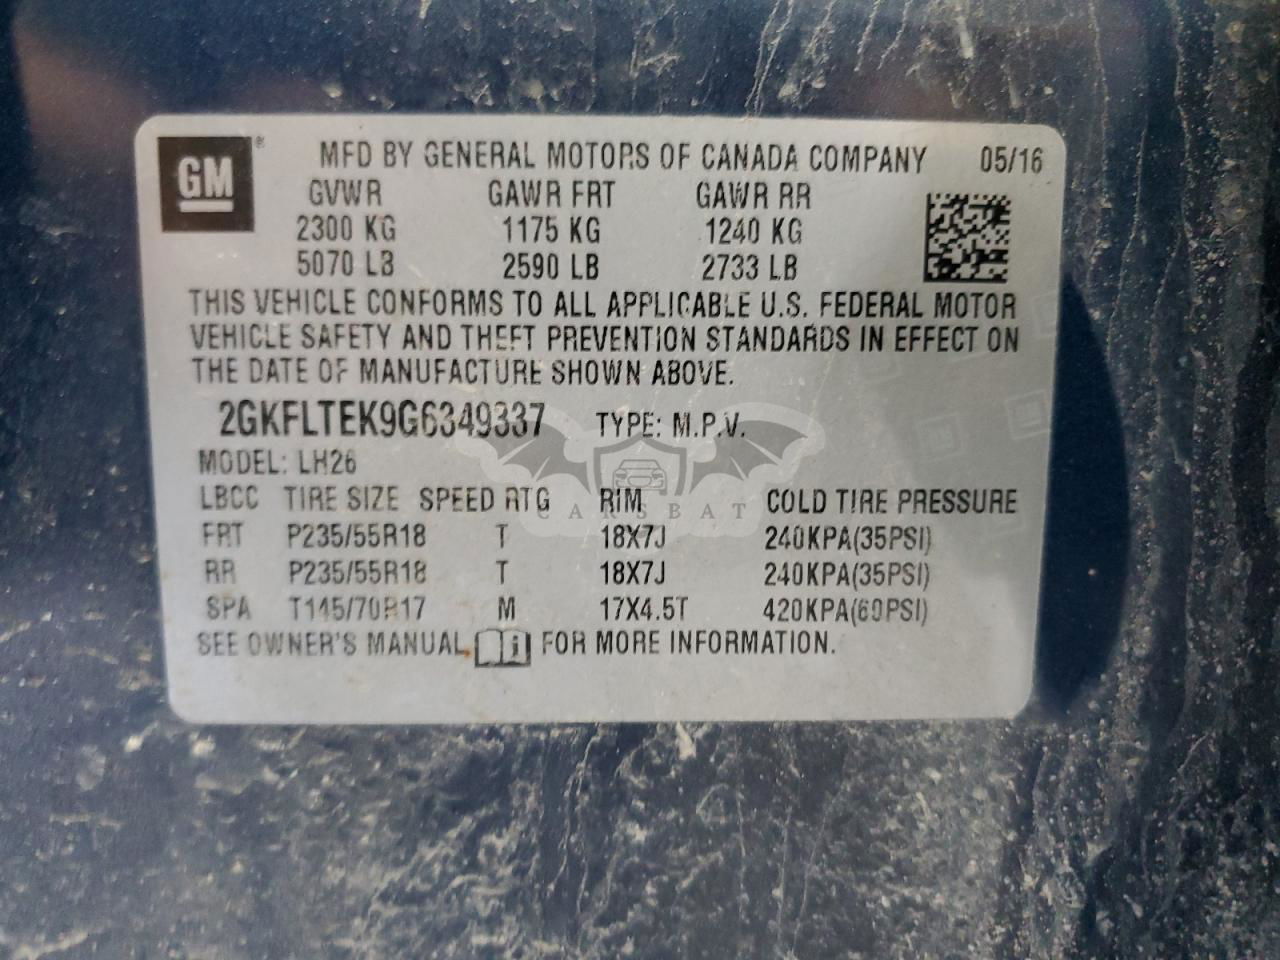 GM ® MFD BY GENERAL MOTORS OF CANADA COMPANY 05/16
GVWR GAWR FRT GAWR RR
2300 KG 1175 KG 1240 KG
5070 LB 2590 LB 2733 LB
THIS VEHICLE CONFORMS TO ALL APPLICABLE U.S. FEDERAL MOTOR
VEHICLE SAFETY AND THEFT PREVENTION STANDARDS IN EFFECT ON
THE DATE OF MANUFACTURE SHOWN ABOVE.
2GKFLTEK9G6349337 TYPE: M.P.V.
MODEL: LH26
LBCC TIRE SIZE SPEED RTG RIM COLD TIRE PRESSURE
CARSBAT
FRT P235/55R18 T 18X7J 240KPA(35PSI)
RR P235/55R18 T 18X7J 240KPA(35PSI)
SPA T145/70R17 M 17X4.5T 420KPA(60PSI)
SEE OWNER'S MANUAL i FOR MORE INFORMATION.